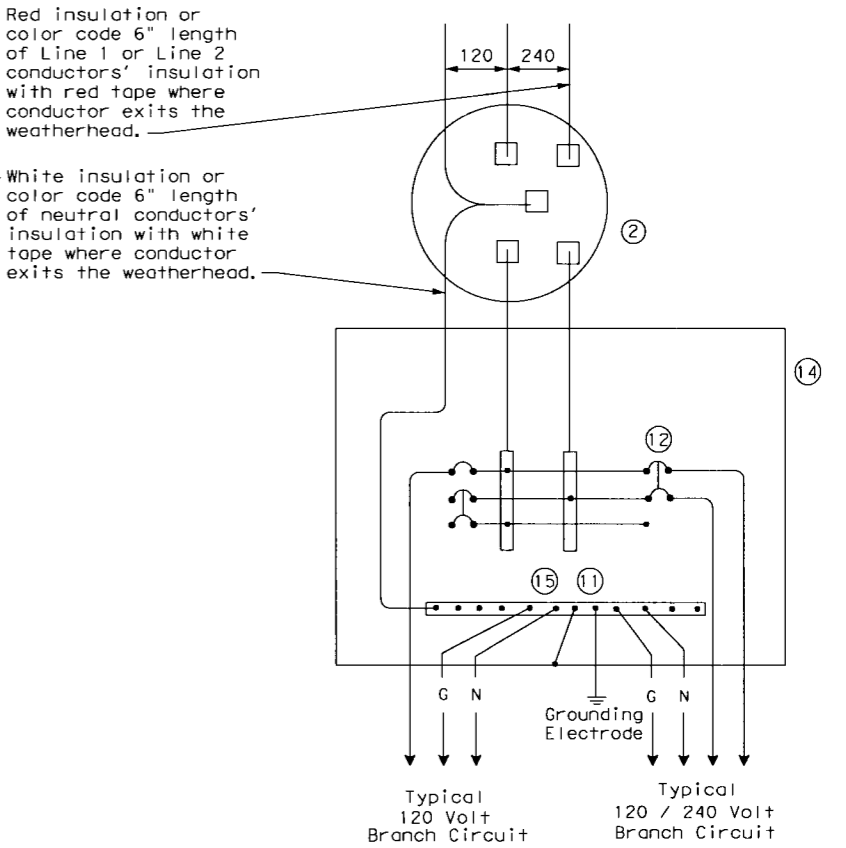 Red insulation or
color code 6" length
of Line 1 or Line 2
conductors' insulation
with red tape where
conductor exits the
weatherhead.
120
240
White insulation or
color code 6" length
of neutral conductors'
insulation with white
tape where conductor
exits the weatherhead.
2
14
12
15
11
G
N
G
N
Grounding
Electrode
Typical
120 Volt
Branch Circuit
Typical
120 / 240 Volt
Branch Circuit